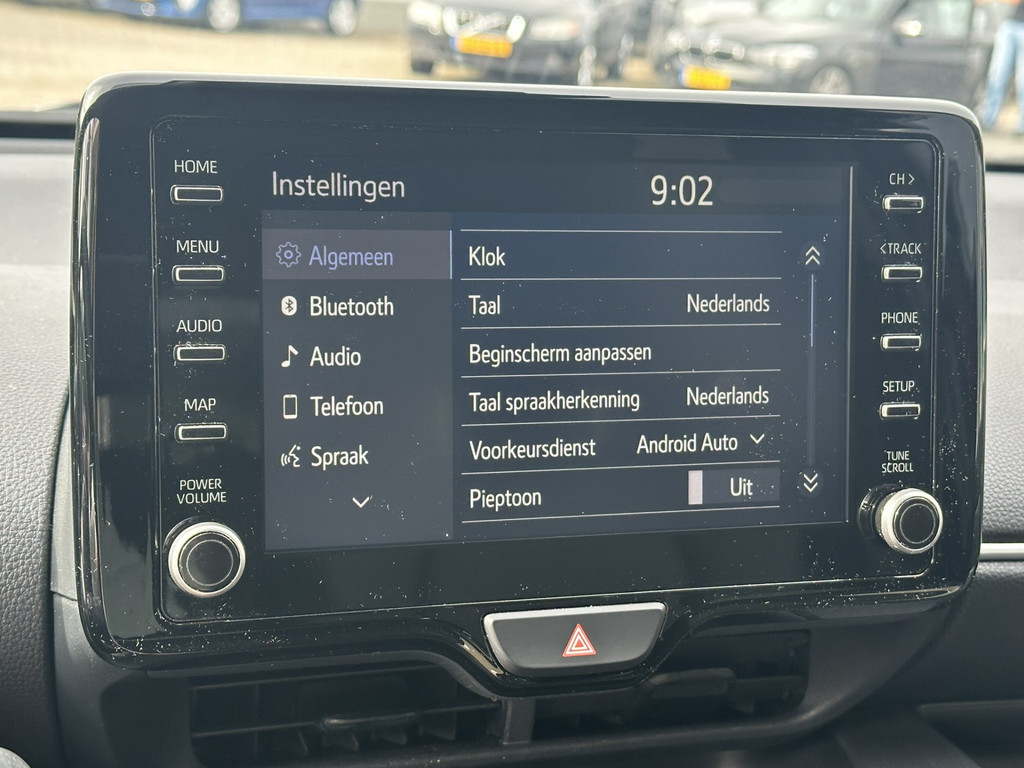 HOME
MENU
AUDIO
MAP
POWER
VOLUME
Instellingen
9:02
Algemeen
Bluetooth
Audio
Telefoon
Spraak
Klok
Taal Nederlands
Beginscherm aanpassen
Taal spraakherkenning Nederlands
Voorkeursdienst Android Auto
Pieptoon Uit
CH >
< TRACK
PHONE
SETUP
TUNE
SCROLL